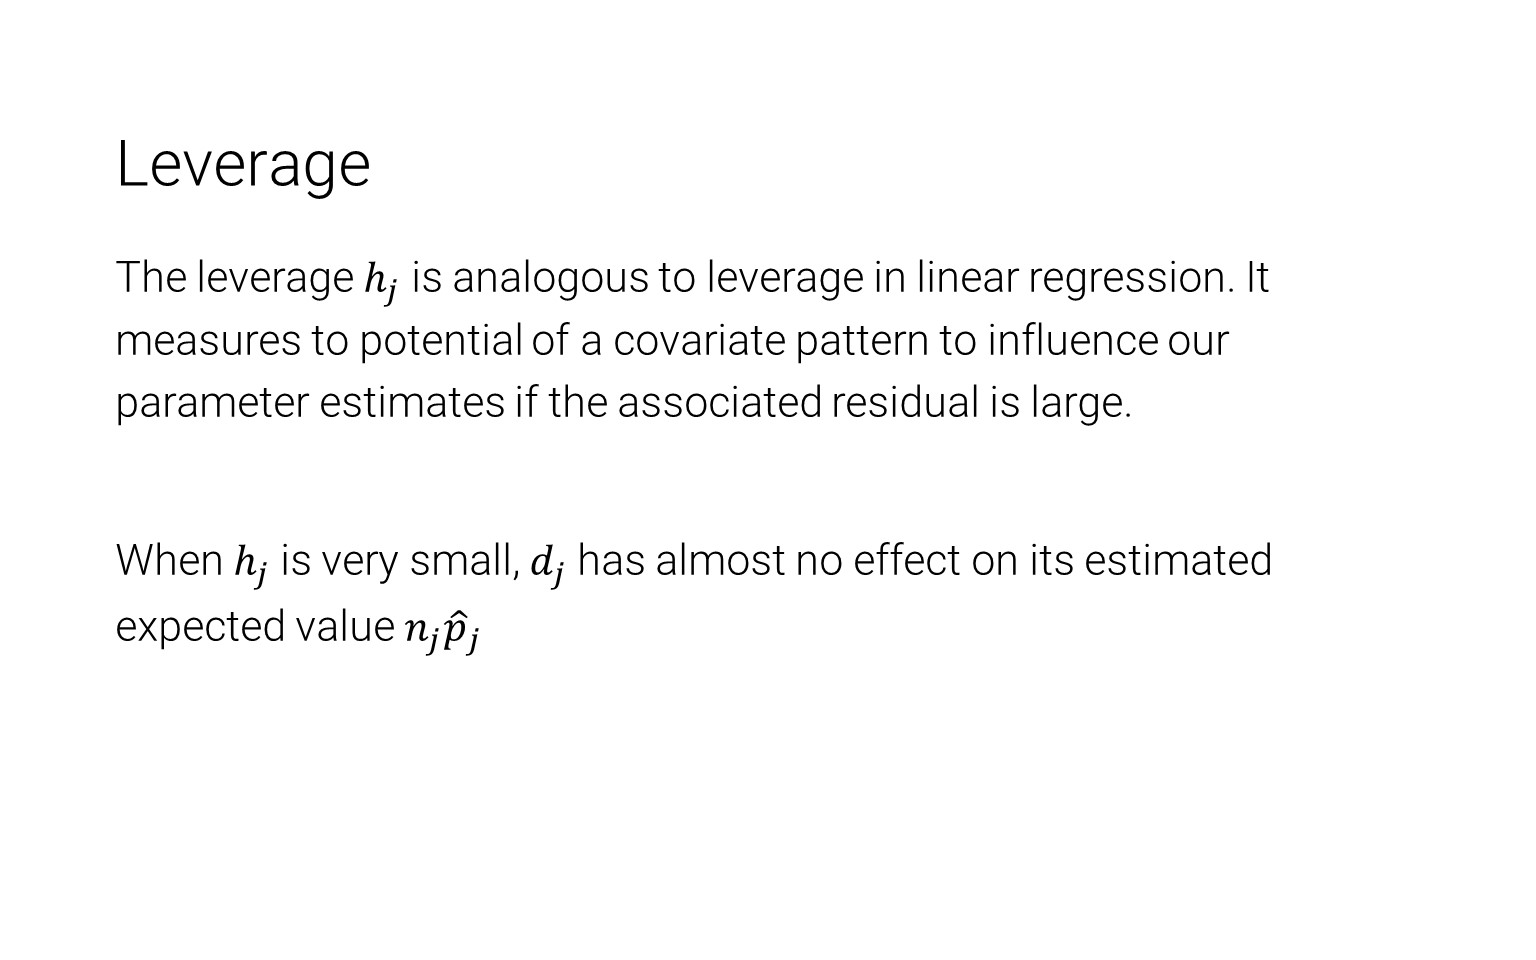 Leverage
The leverage $h_j$ is analogous to leverage in linear regression. It
measures to potential of a covariate pattern to influence our
parameter estimates if the associated residual is large.
When $h_j$ is very small, $d_j$ has almost no effect on its estimated
expected value $n_j\hat{p}_j$